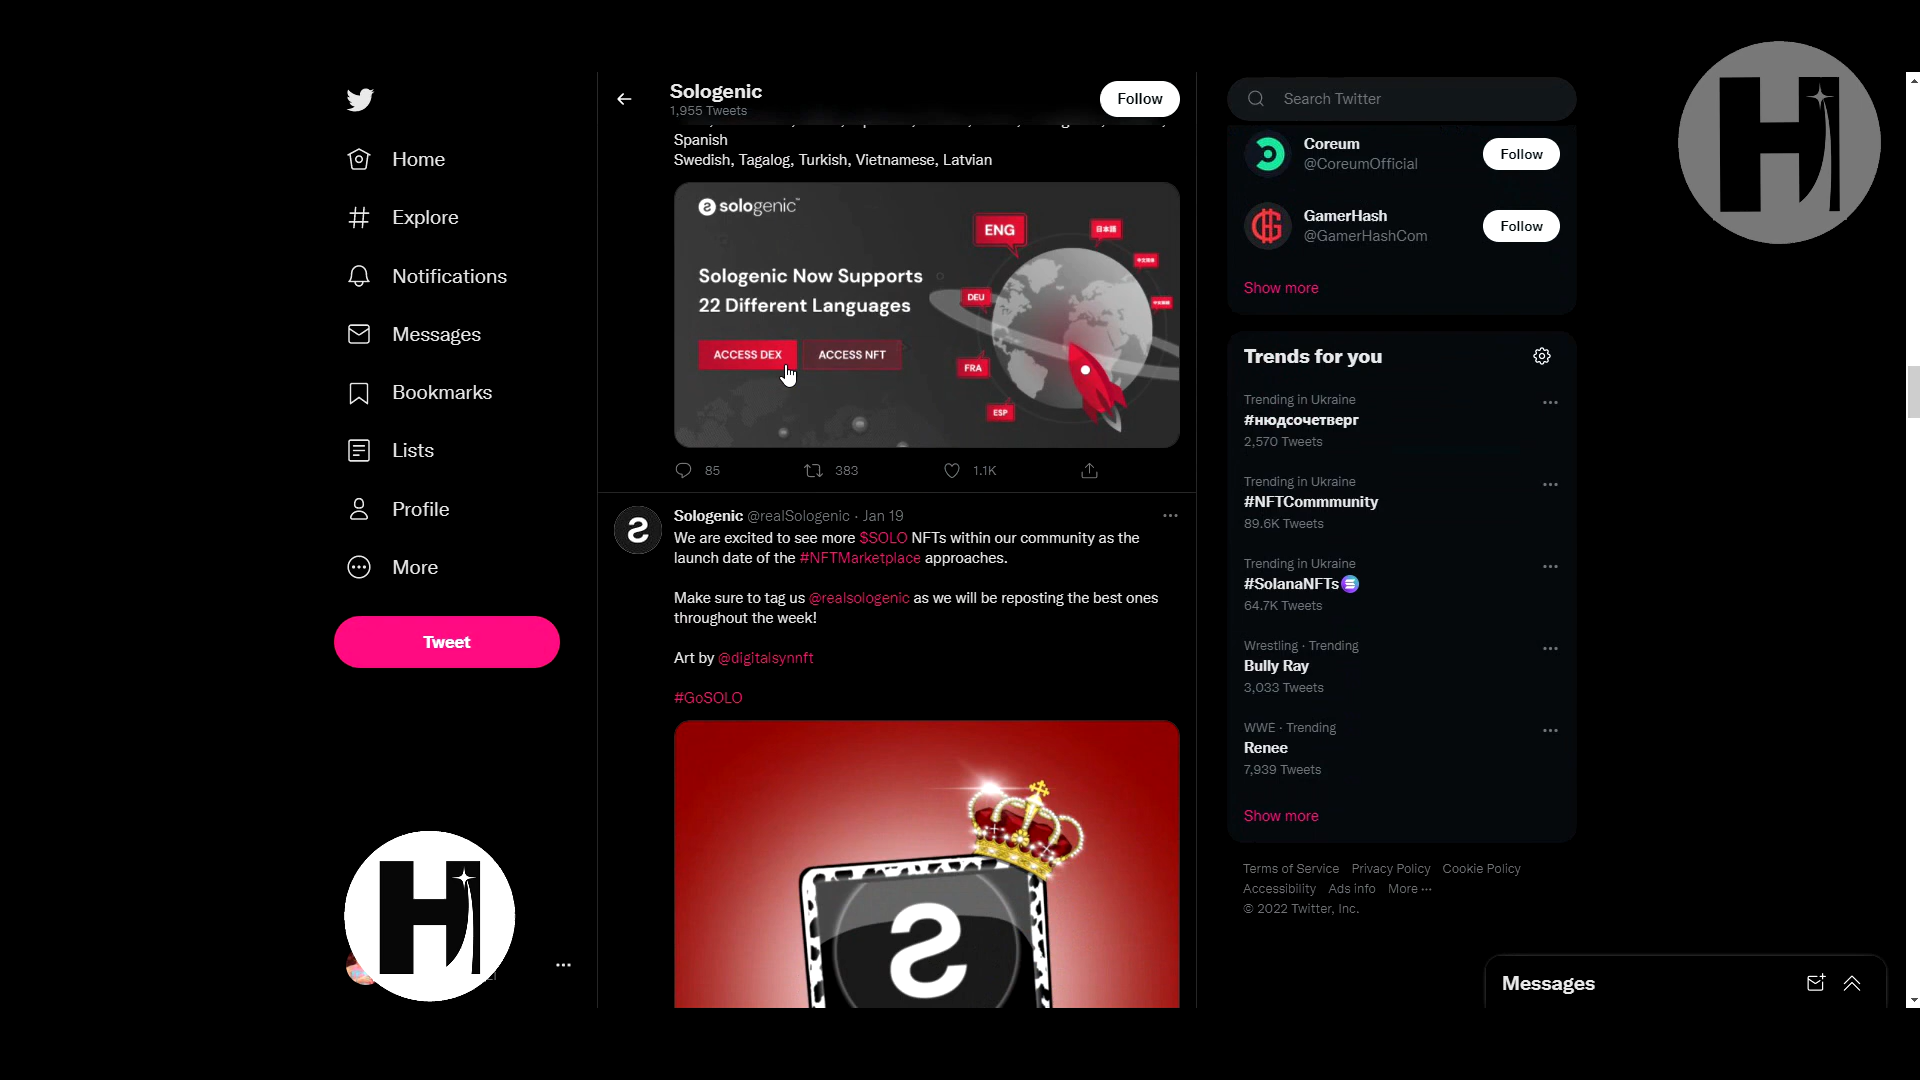 Home
Explore
Notifications
Messages
Bookmarks
Lists
Profile
More
Tweet
Sologenic
1,955 Tweets
Follow
Spanish
Swedish, Tagalog, Turkish, Vietnamese, Latvian
sologenic™
Sologenic Now Supports
22 Different Languages
ACCESS DEX
ACCESS NFT
ENG
日本語
DEU
FRA
ESP
85
383
1.1K
Sologenic @realSologenic · Jan 19
We are excited to see more $SOLO NFTs within our community as the
launch date of the #NFTMarketplace approaches.
Make sure to tag us @realsologenic as we will be reposting the best ones
throughout the week!
Art by @digitalsynnft
#GoSOLO
Search Twitter
Coreum
@CoreumOfficial
Follow
GamerHash
@GamerHashCom
Follow
Show more
Trends for you
Trending in Ukraine
#нюдсочетверг
2,570 Tweets
Trending in Ukraine
#NFTCommmunity
89.6K Tweets
Trending in Ukraine
#SolanaNFTs
64.7K Tweets
Wrestling · Trending
Bully Ray
3,033 Tweets
WWE · Trending
Renee
7,939 Tweets
Show more
Terms of Service Privacy Policy Cookie Policy
Accessibility Ads info More ···
© 2022 Twitter, Inc.
Messages
H
H